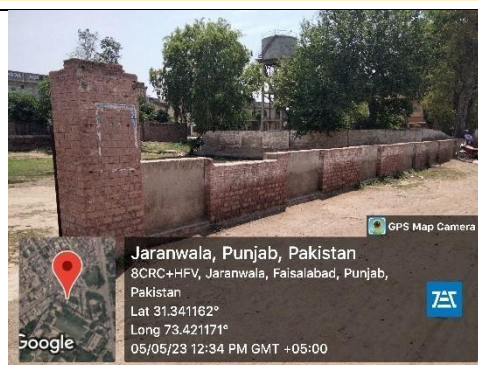 GPS Map Camera
Jaranwala, Punjab, Pakistan
8CRC+HFV, Jaranwala, Faisalabad, Punjab,
Pakistan
Lat 31.341162°
Long 73.421171°
05/05/23 12:34 PM GMT +05:00
Google